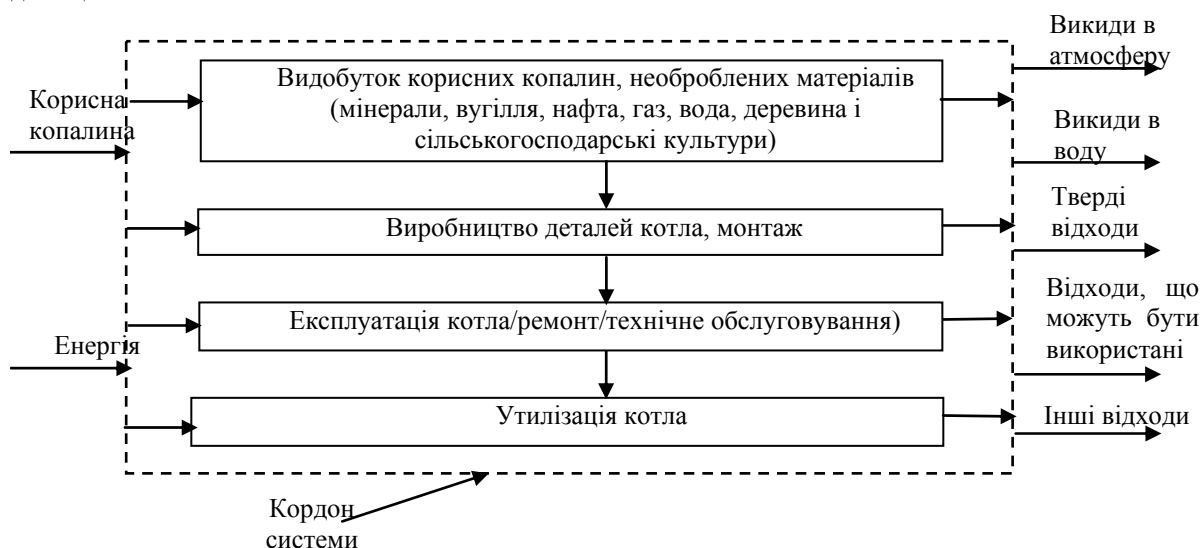 Викиди в
атмосферу
Видобуток корисних копалин, необроблених матеріалів
(мінерали, вугілля, нафта, газ, вода, деревина і
сільськогосподарські культури)
Корисна
копалина
Викиди в
воду
Виробництво деталей котла, монтаж
Тверді
відходи
Експлуатація котла/ремонт/технічне обслуговування)
Відходи, що
можуть бути
використані
Енергія
Утилізація котла
Інші відходи
Кордон
системи